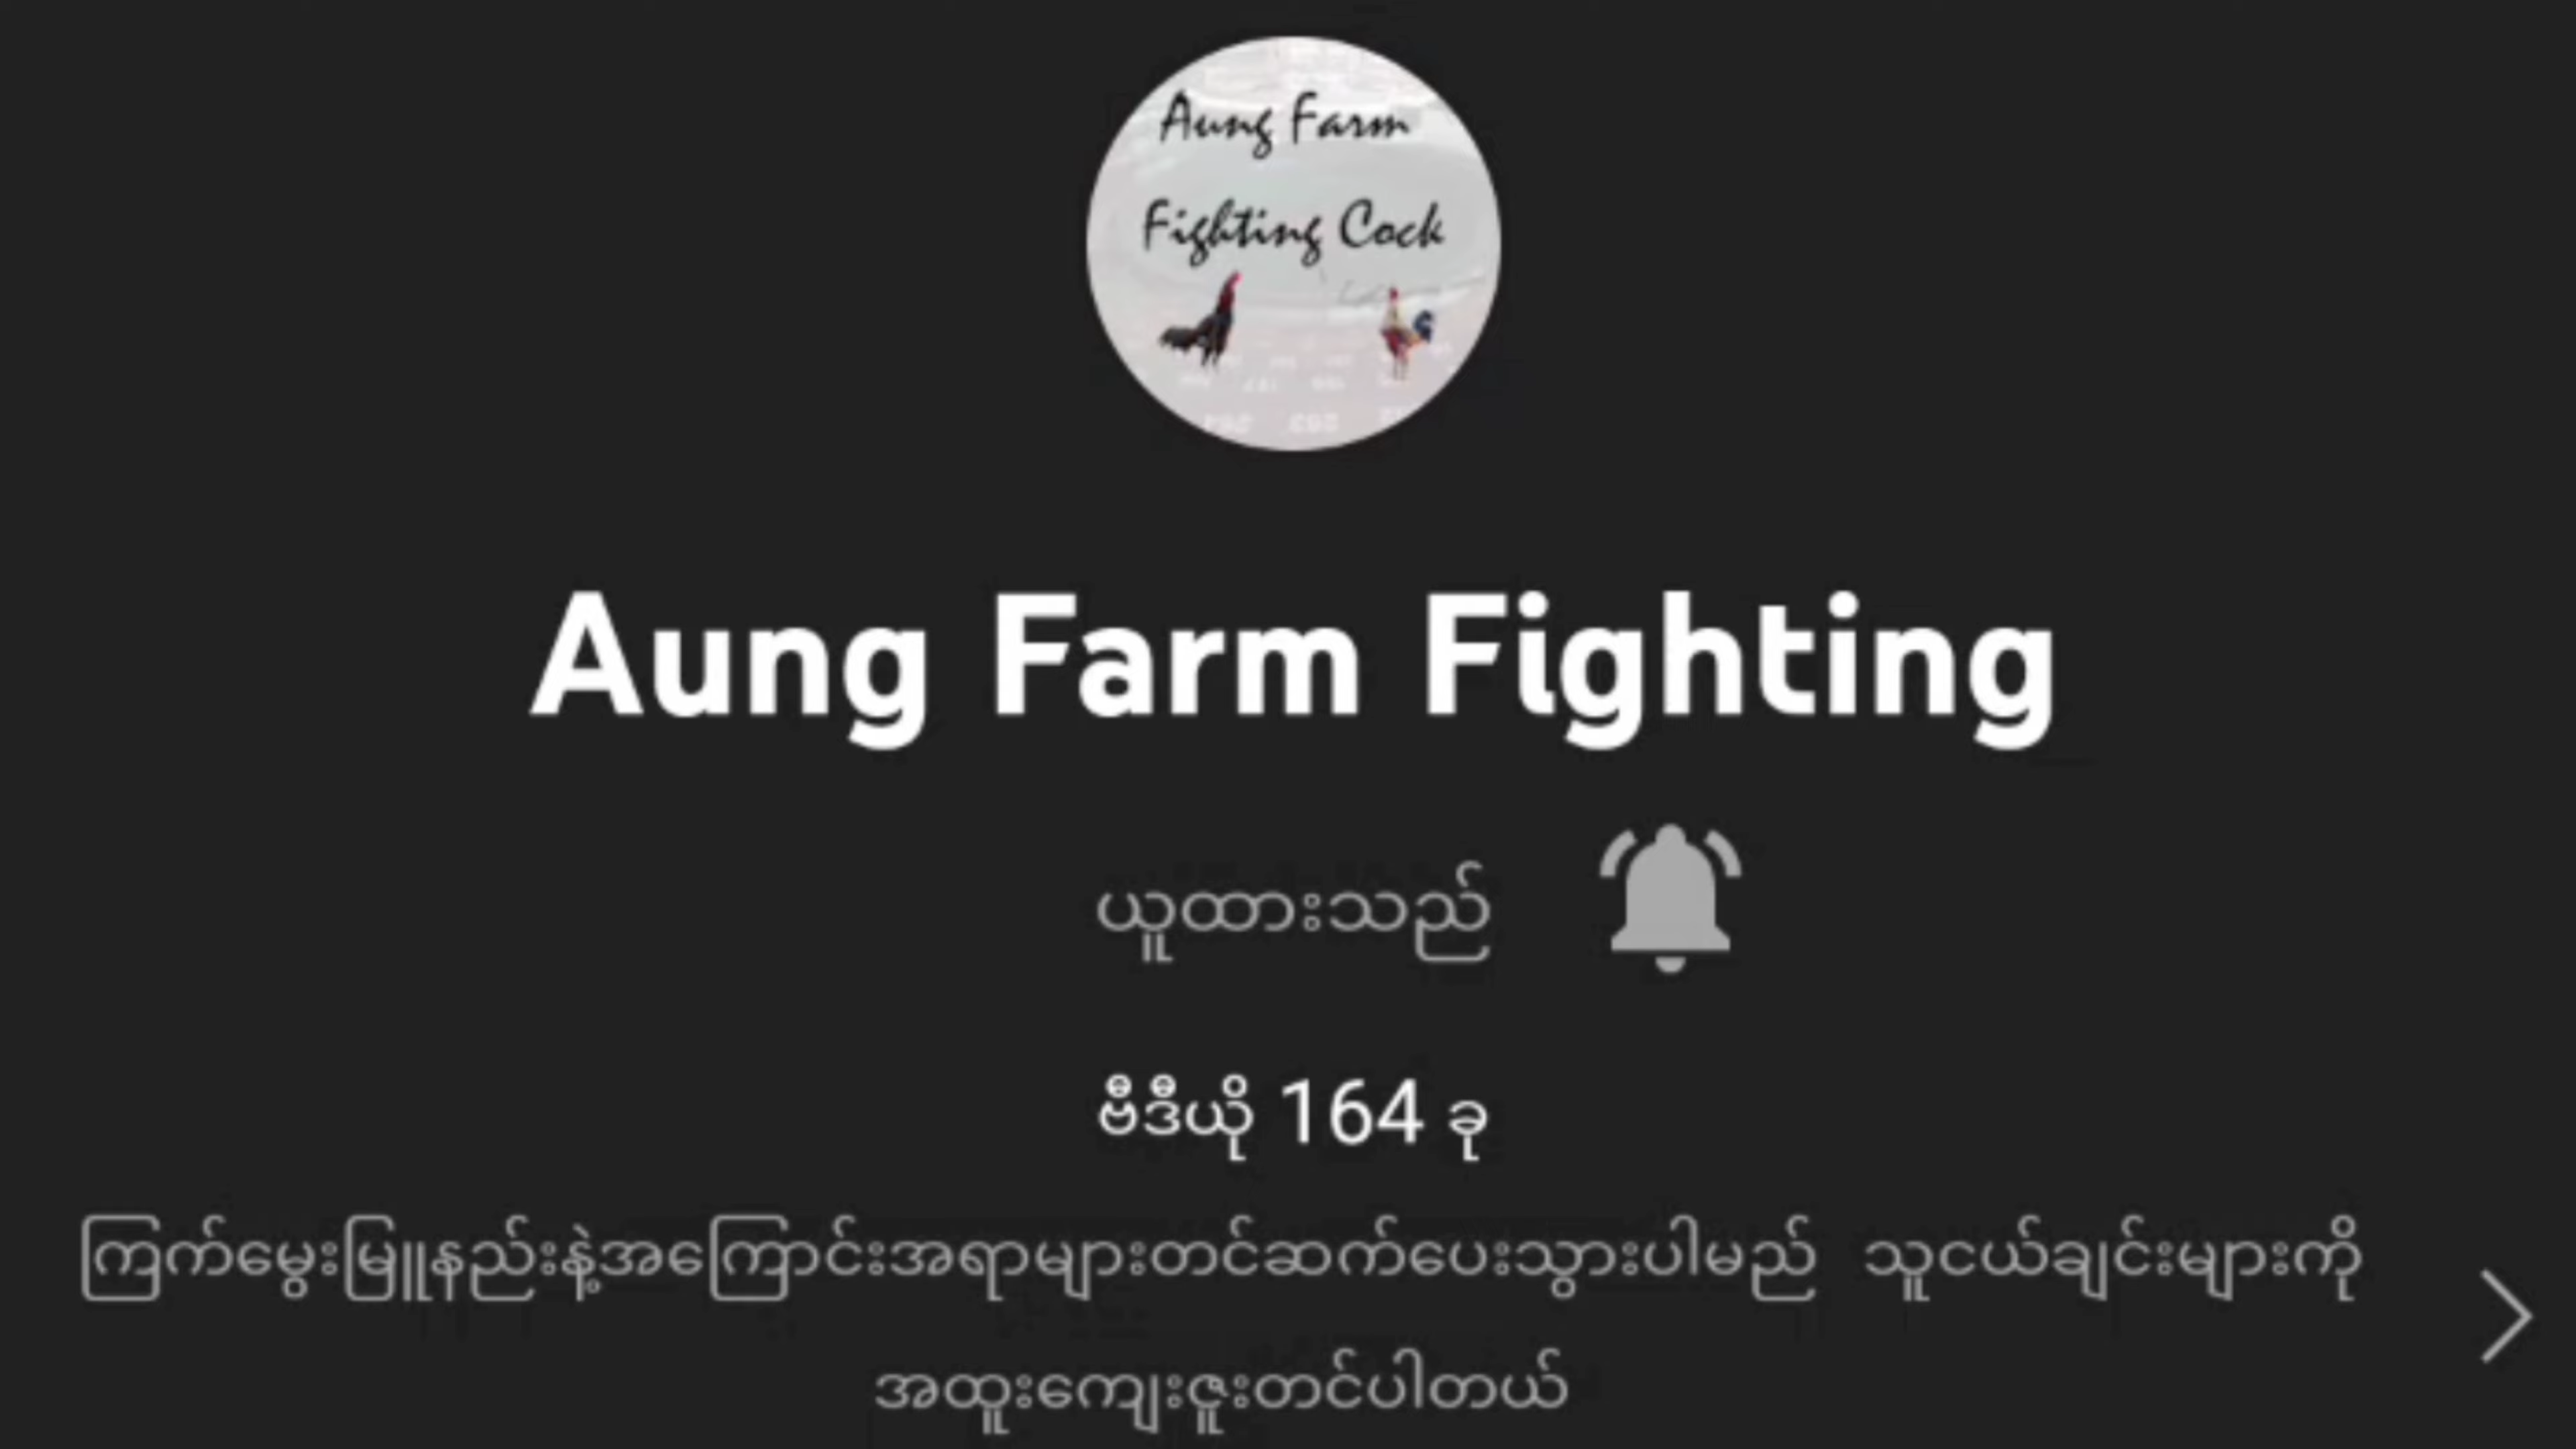 Aung Farm
Fighting Cock
Aung Farm Fighting
ယူထားသည်
ဗီဒီယို 164 ခု
ကြက်မွေးမြူနည်းနဲ့အကြောင်းအရာများတင်ဆက်ပေးသွားပါမည် သူငယ်ချင်းများကို
အထူးကျေးဇူးတင်ပါတယ်